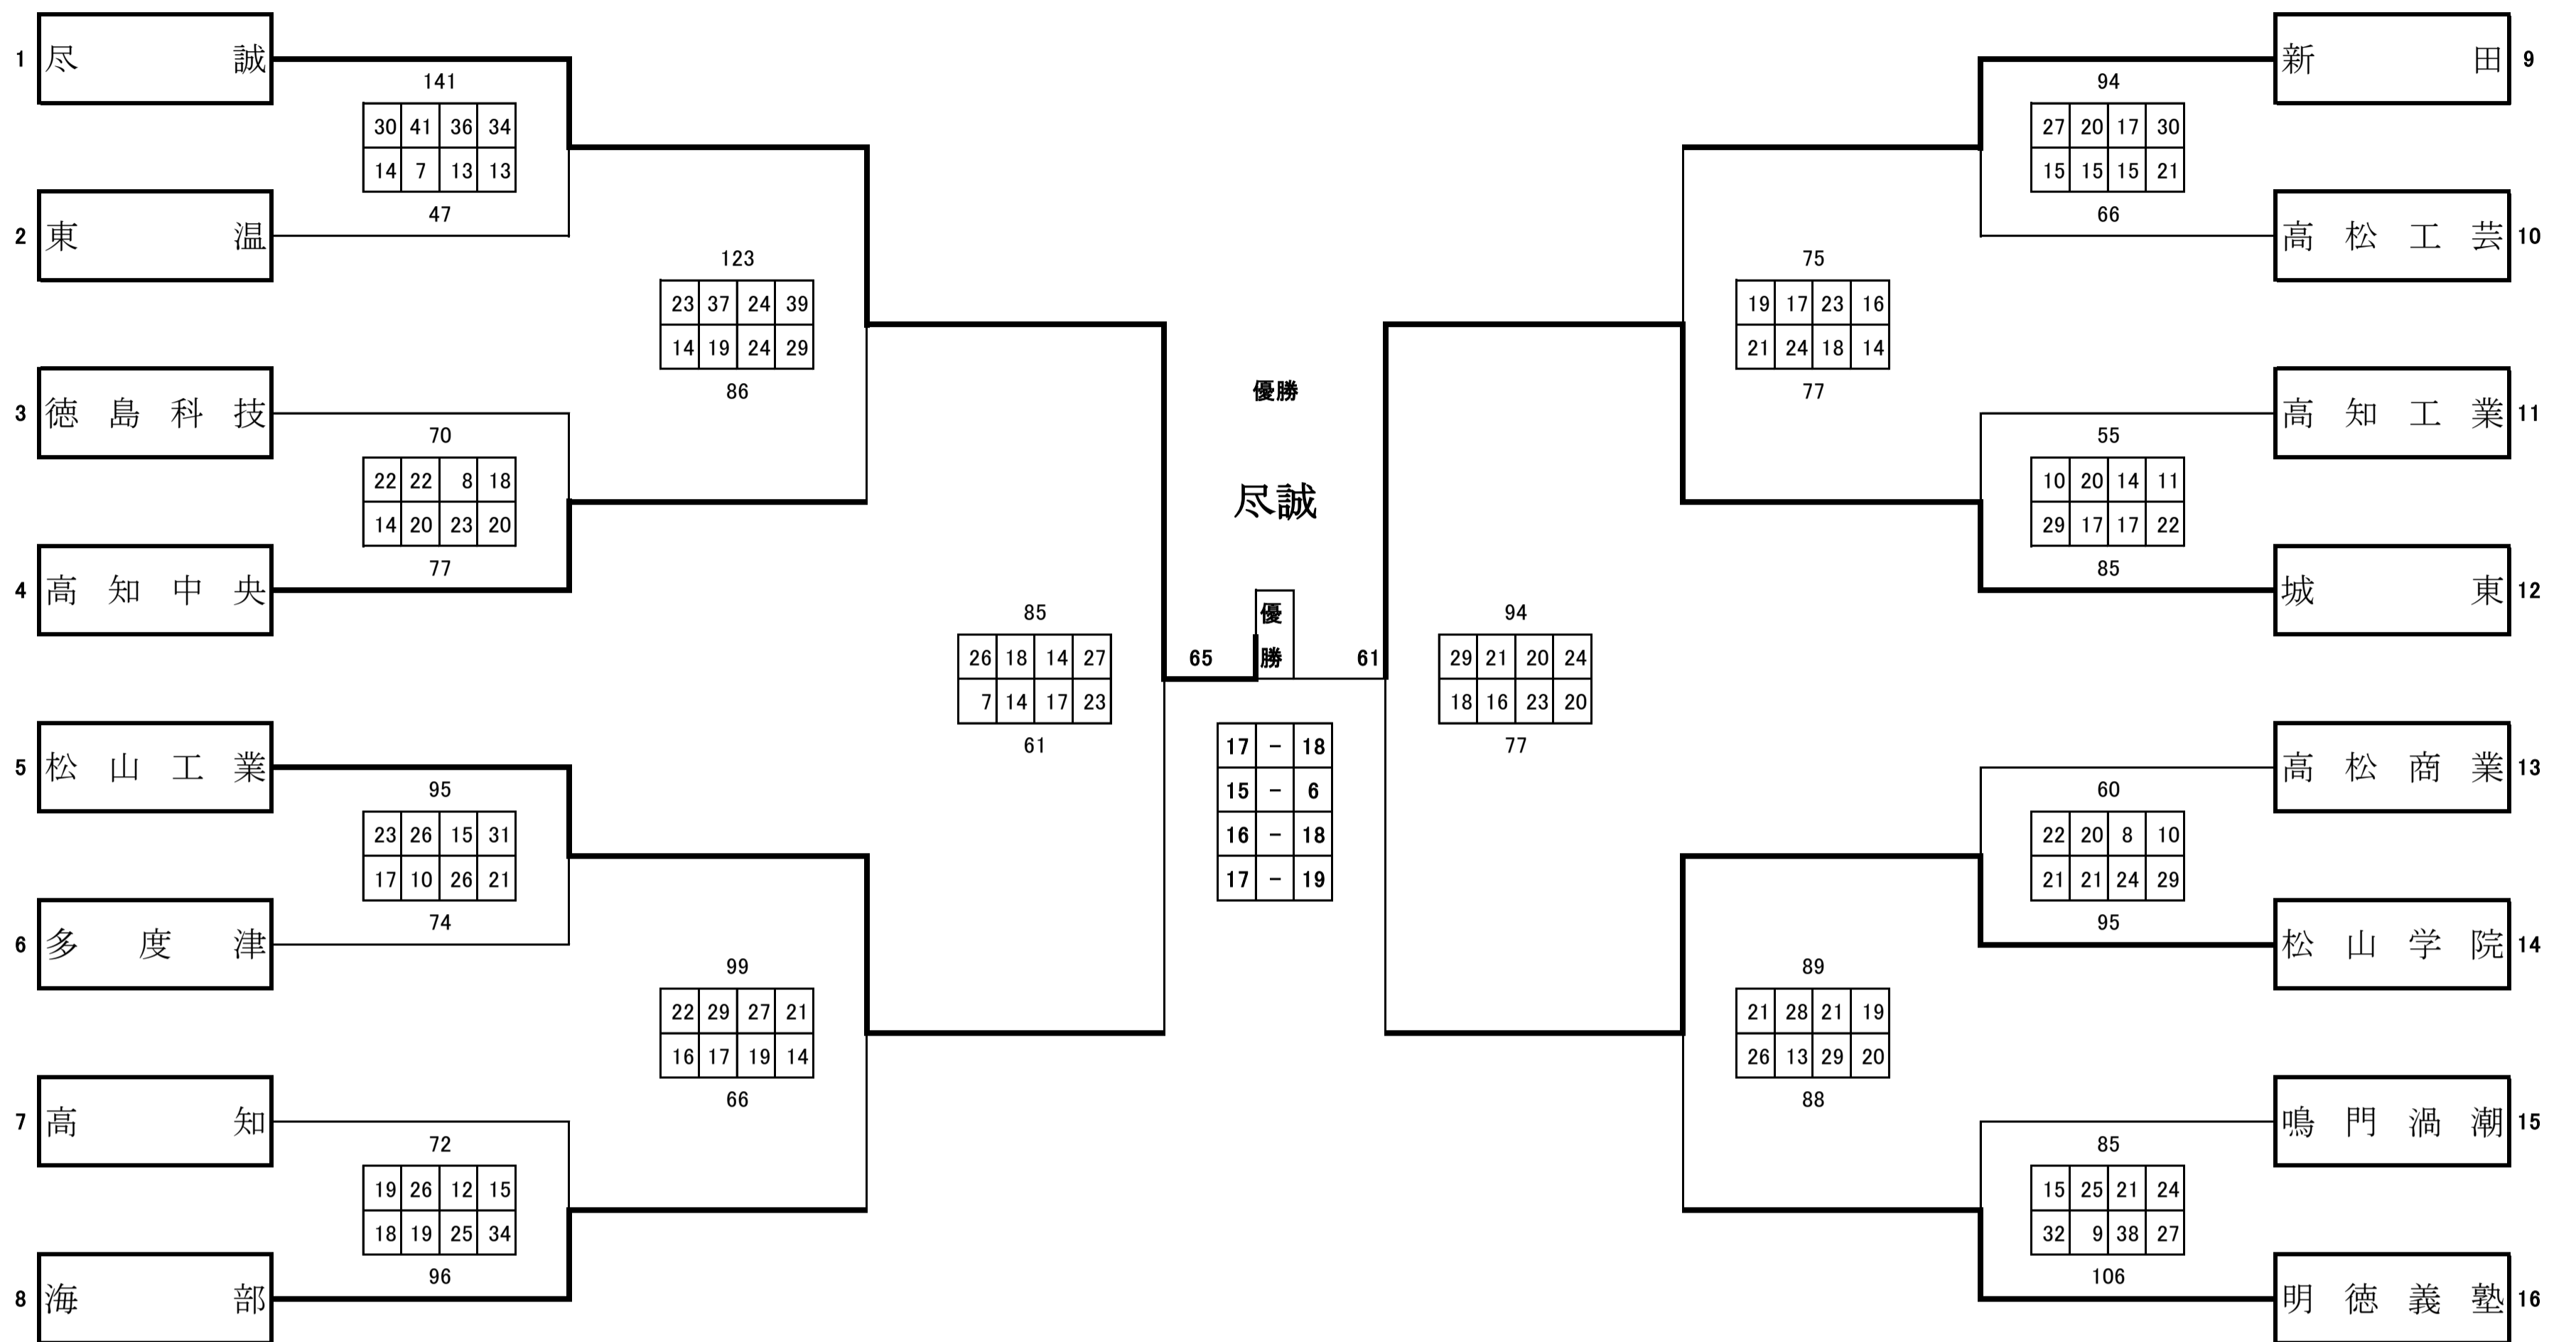 1 尽誠
141
30 41 36 34
14 7 13 13
47
2 東温
123
23 37 24 39
14 19 24 29
86
3 徳島科技
70
22 22 8 18
14 20 23 20
77
4 高知中央
85
26 18 14 27
7 14 17 23
61
5 松山工業
95
23 26 15 31
17 10 26 21
74
6 多度津
99
22 29 27 21
16 17 19 14
66
7 高知
72
19 26 12 15
18 19 25 34
96
8 海部
優勝
尽誠
優勝
65 61
17 - 18
15 - 6
16 - 18
17 - 19
新田 9
94
27 20 17 30
15 15 15 21
66
高松工芸 10
75
19 17 23 16
21 24 18 14
77
高知工業 11
55
10 20 14 11
29 17 17 22
85
城東 12
94
29 21 20 24
18 16 23 20
77
高松商業 13
60
22 20 8 10
21 21 24 29
95
松山学院 14
89
21 28 21 19
26 13 29 20
88
鳴門渦潮 15
85
15 25 21 24
32 9 38 27
106
明徳義塾 16